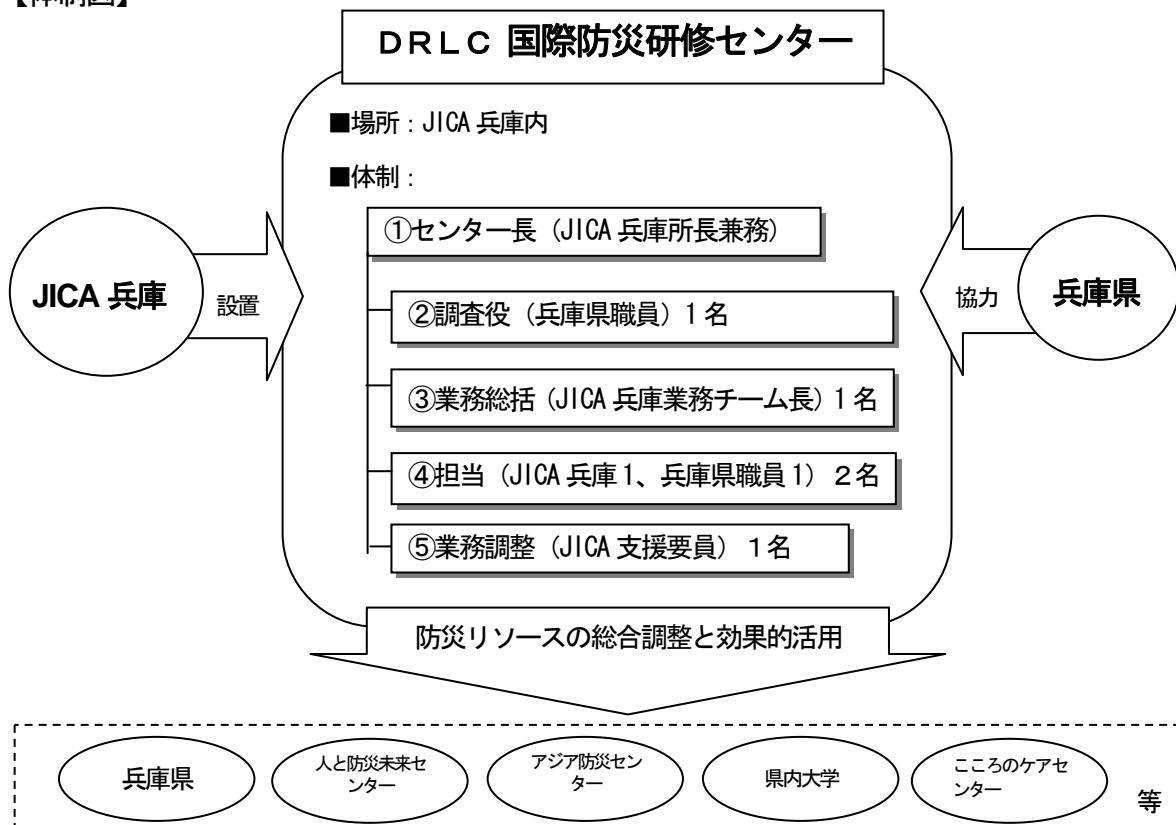 【体制図】
DRLC 国際防災研修センター
■場所：JICA 兵庫内
■体制：
①センター長（JICA 兵庫所長兼務）
JICA 兵庫
設置
②調査役（兵庫県職員）1 名
協力
兵庫県
③業務総括（JICA 兵庫業務チーム長）1 名
④担当（JICA 兵庫 1、兵庫県職員 1）２名
⑤業務調整（JICA 支援要員）１名
防災リソースの総合調整と効果的活用
兵庫県
人と防災未来セ
ンター
アジア防災セン
ター
県内大学
こころのケアセ
ンター
等